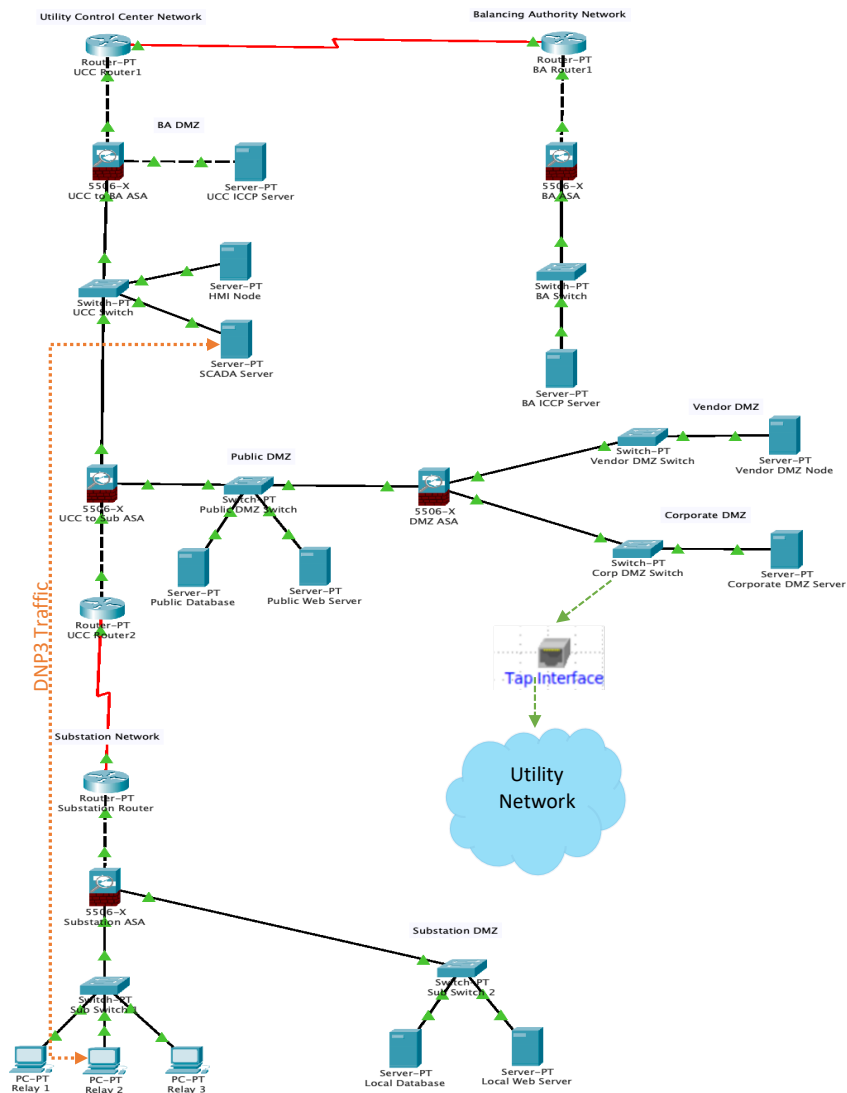 Utility Control Center Network
Balancing Authority Network
Router-PT
UCC Router1
Router-PT
BA Router1
BA DMZ
5506-X
UCC to BA ASA
Server-PT
UCC ICCP Server
5506-X
BA ASA
Server-PT
HMI Node
Switch-PT
UCC Switch
Switch-PT
BA Switch
Server-PT
SCADA Server
Server-PT
BA ICCP Server
Vendor DMZ
Switch-PT
Vendor DMZ Switch
Server-PT
Vendor DMZ Node
Public DMZ
5506-X
UCC to Sub ASA
Switch-PT
Public DMZ Switch
5506-X
DMZ ASA
Corporate DMZ
Switch-PT
Corp DMZ Switch
Server-PT
Corporate DMZ Server
Server-PT
Public Database
Server-PT
Public Web Server
Router-PT
UCC Router2
DNP3 Traffic
Tap Interface
Substation Network
Utility
Network
Router-PT
Substation Router
5506-X
Substation ASA
Substation DMZ
Switch-PT
Sub Switch 1
Switch-PT
Sub Switch 2
PC-PT
Relay 1
PC-PT
Relay 2
PC-PT
Relay 3
Server-PT
Local Database
Server-PT
Local Web Server